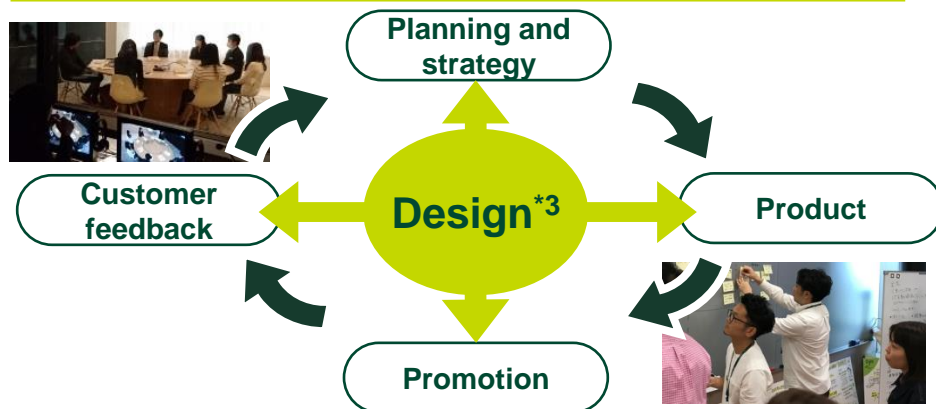 Planning and
strategy
Customer
feedback
Design*3
Product
Promotion